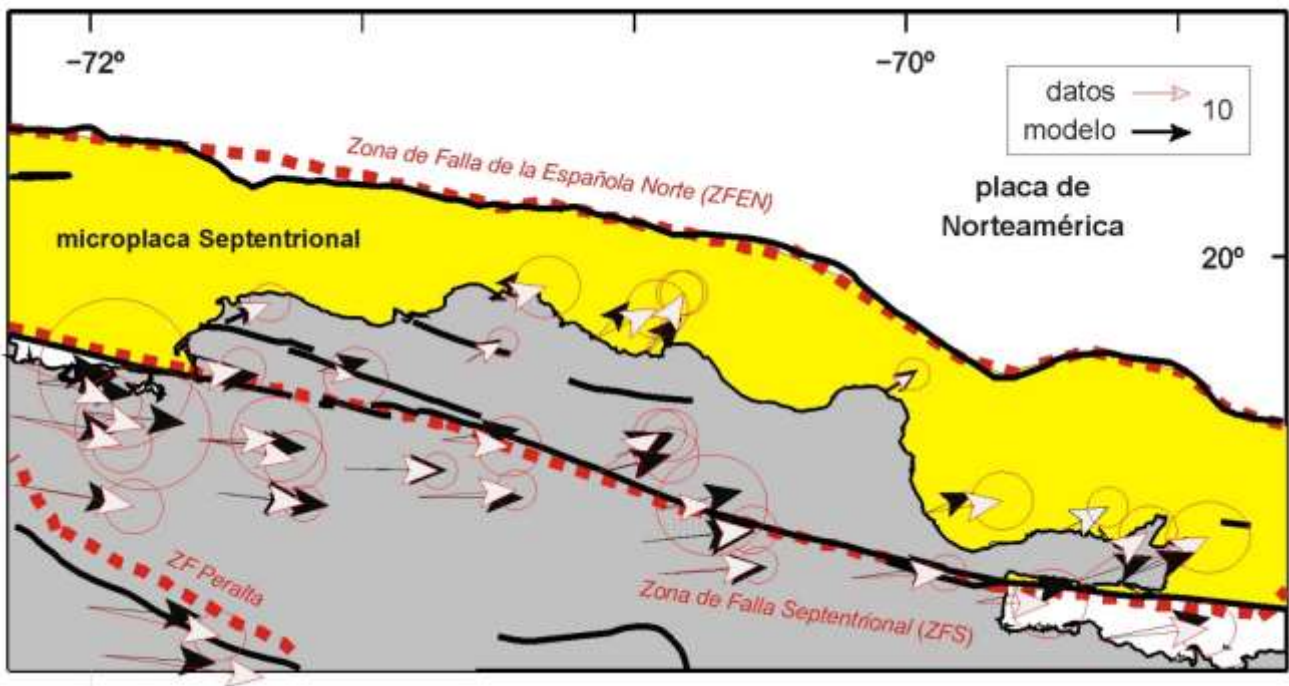 −72º
−70º
datos
10
modelo
Zona de Falla de la Española Norte (ZFEN)
placa de
Norteamérica
microplaca Septentrional
20º
ZF Peralta
Zona de Falla Septentrional (ZFS)